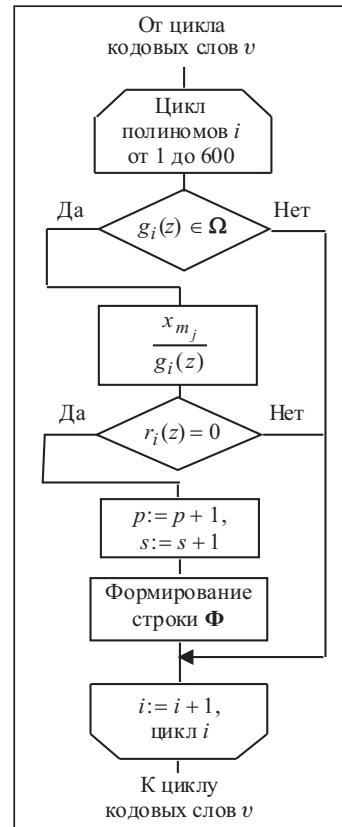 От цикла
кодовых слов v
Цикл
полиномов i
от 1 до 600
Да
Нет
g_i(z) ∈ Ω
x_{m_j}
g_i(z)
Да
Нет
r_i(z) = 0
p := p + 1,
s := s + 1
Формирование
строки Φ
i := i + 1,
цикл i
К циклу
кодовых слов v